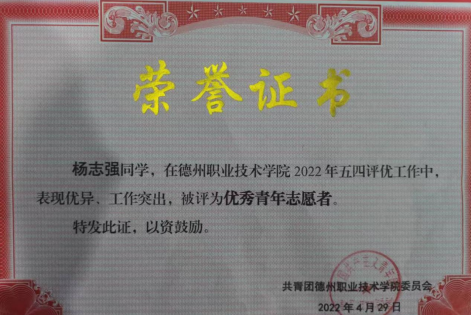 荣誉证书
杨志强同学，在德州职业技术学院 2022 年五四评优工作中，
表现优异、工作突出，被评为优秀青年志愿者。
特发此证，以资鼓励。
共青团德州职业技术学院委员会
2022 年 4 月 29 日